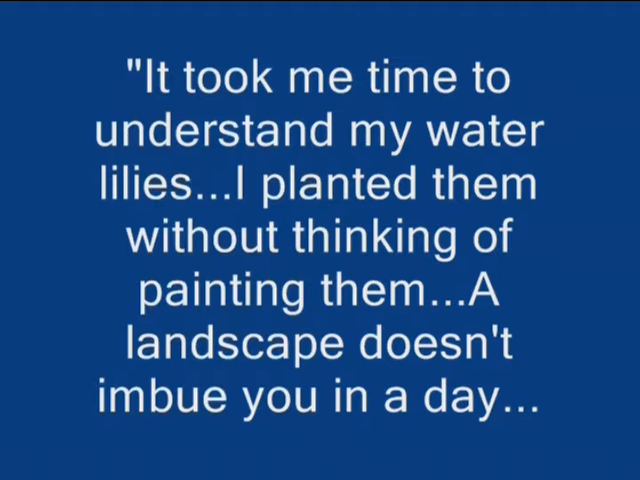 "It took me time to
understand my water
lilies...I planted them
without thinking of
painting them...A
landscape doesn't
imbue you in a day...